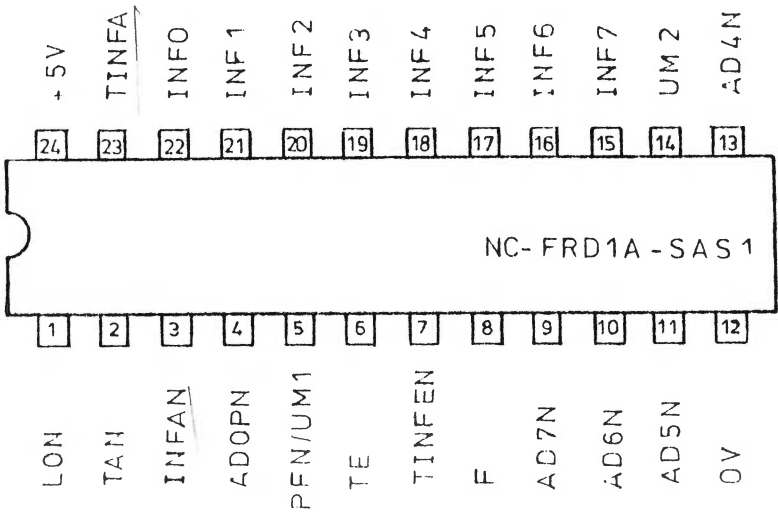 +5V TINFA INF0 INF1 INF2 INF3 INF4 INF5 INF6 INF7 UM2 AD4N
24 23 22 21 20 19 18 17 16 15 14 13
NC-FRD1A-SAS1
1 2 3 4 5 6 7 8 9 10 11 12
LON TAN INFAN ADOPN PFN/UM1 TE TINFEN F AD7N AD6N AD5N 0V